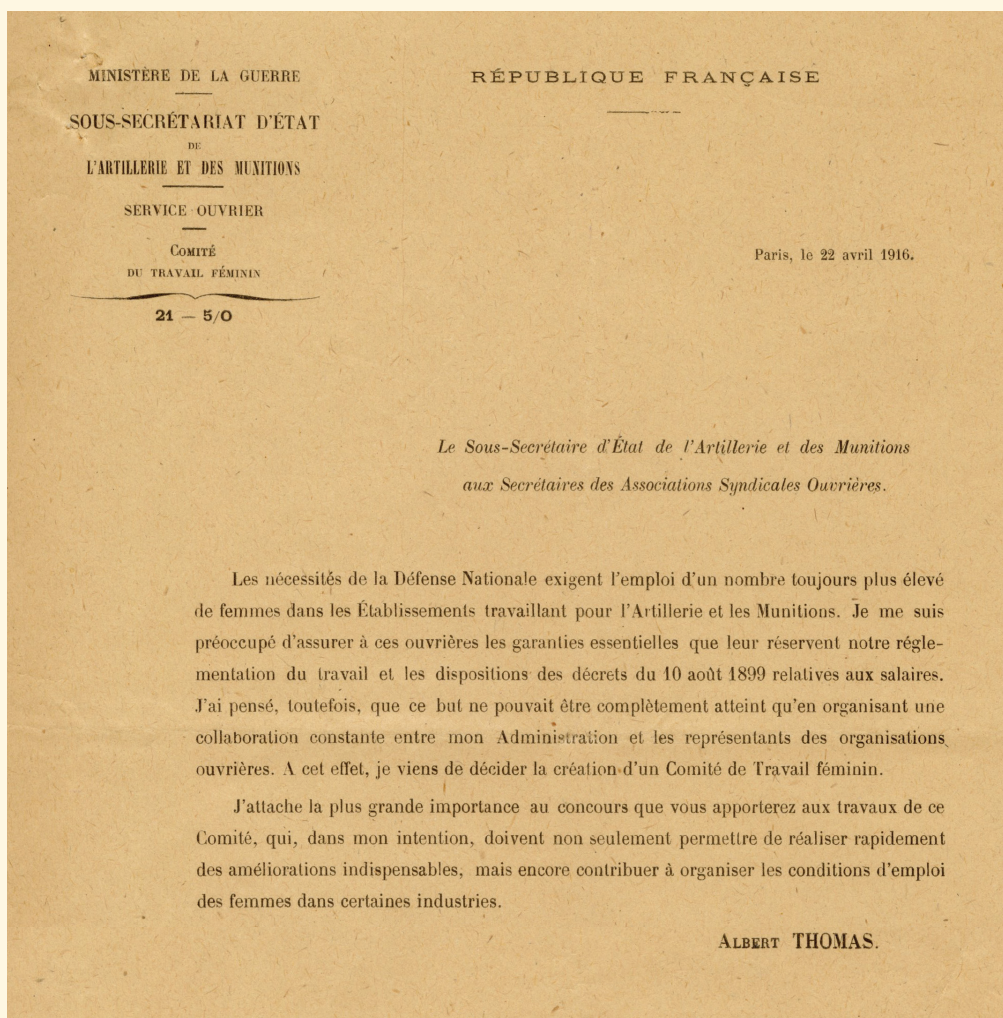 MINISTÈRE DE LA GUERRE
SOUS-SECRÉTARIAT D'ÉTAT
DE
L'ARTILLERIE ET DES MUNITIONS
SERVICE OUVRIER
COMITÉ
DU TRAVAIL FÉMININ
21 — 5/O
RÉPUBLIQUE FRANÇAISE
Paris, le 22 avril 1916.
Le Sous-Secrétaire d'État de l'Artillerie et des Munitions
aux Secrétaires des Associations Syndicales Ouvrières.
Les nécessités de la Défense Nationale exigent l'emploi d'un nombre toujours plus élevé
de femmes dans les Établissements travaillant pour l'Artillerie et les Munitions. Je me suis
préoccupé d'assurer à ces ouvrières les garanties essentielles que leur réservent notre régle-
mentation du travail et les dispositions des décrets du 10 août 1899 relatives aux salaires.
J'ai pensé, toutefois, que ce but ne pouvait être complètement atteint qu'en organisant une
collaboration constante entre mon Administration et les représentants des organisations
ouvrières. A cet effet, je viens de décider la création d'un Comité de Travail féminin.
J'attache la plus grande importance au concours que vous apporterez aux travaux de ce
Comité, qui, dans mon intention, doivent non seulement permettre de réaliser rapidement
des améliorations indispensables, mais encore contribuer à organiser les conditions d'emploi
des femmes dans certaines industries.
ALBERT THOMAS.